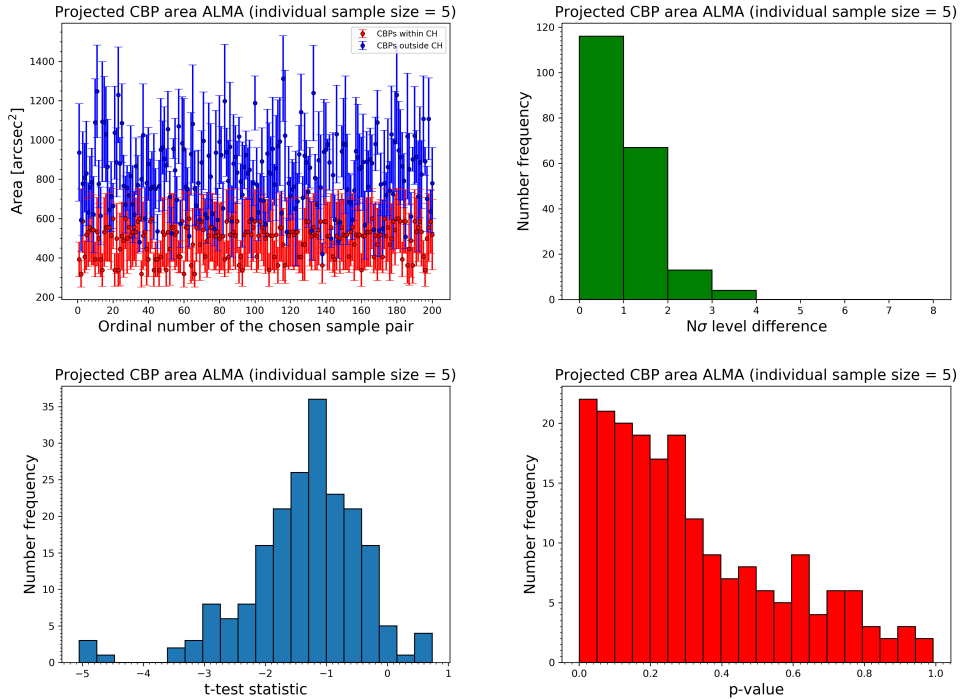 Projected CBP area ALMA (individual sample size = 5)
CBPs within CH
CBPs outside CH
Area [arcsec²]
1400
1200
1000
800
600
400
200
0 20 40 60 80 100 120 140 160 180 200
Ordinal number of the chosen sample pair
Projected CBP area ALMA (individual sample size = 5)
Number frequency
120
100
80
60
40
20
0
0 1 2 3 4 5 6 7 8
Nσ level difference
Projected CBP area ALMA (individual sample size = 5)
Number frequency
35
30
25
20
15
10
5
0
−5 −4 −3 −2 −1 0 1
t-test statistic
Projected CBP area ALMA (individual sample size = 5)
Number frequency
20
15
10
5
0
0.0 0.2 0.4 0.6 0.8 1.0
p-value